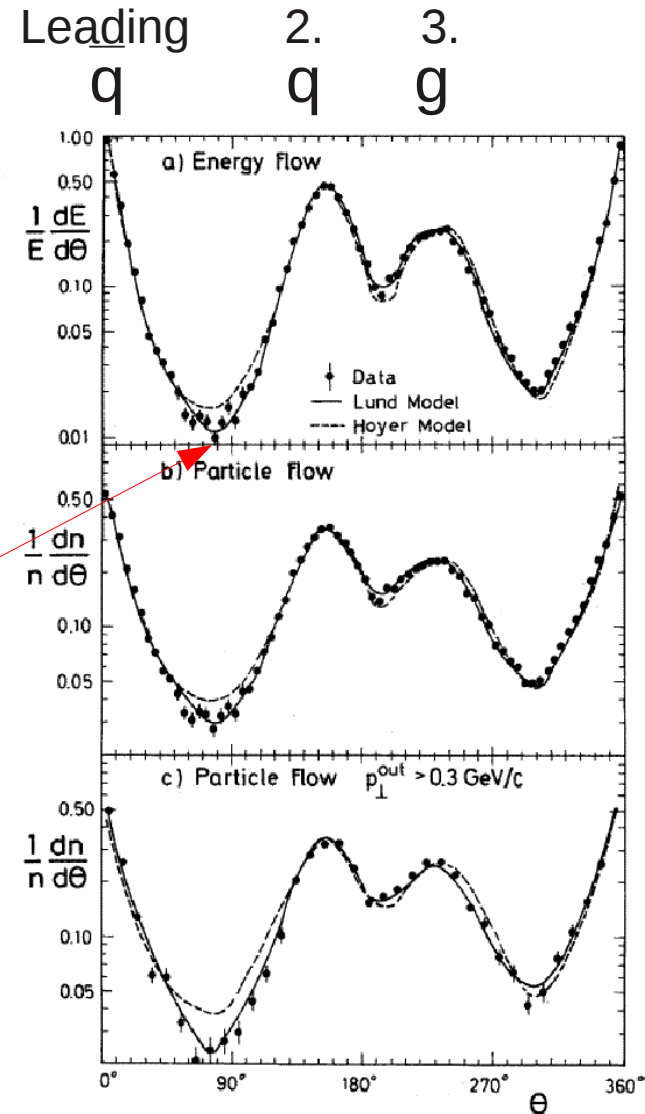 Leading 2. 3.
q̅ q g
1.00
a) Energy flow
0.50
1/E dE/dθ
0.10
0.05
Data
Lund Model
Hoyer Model
0.01
b) Particle flow
0.50
1/n dn/dθ
0.10
0.05
c) Particle flow p⊥^out > 0.3 GeV/c
0.50
1/n dn/dθ
0.10
0.05
0° 90° 180° 270° 360°
θ